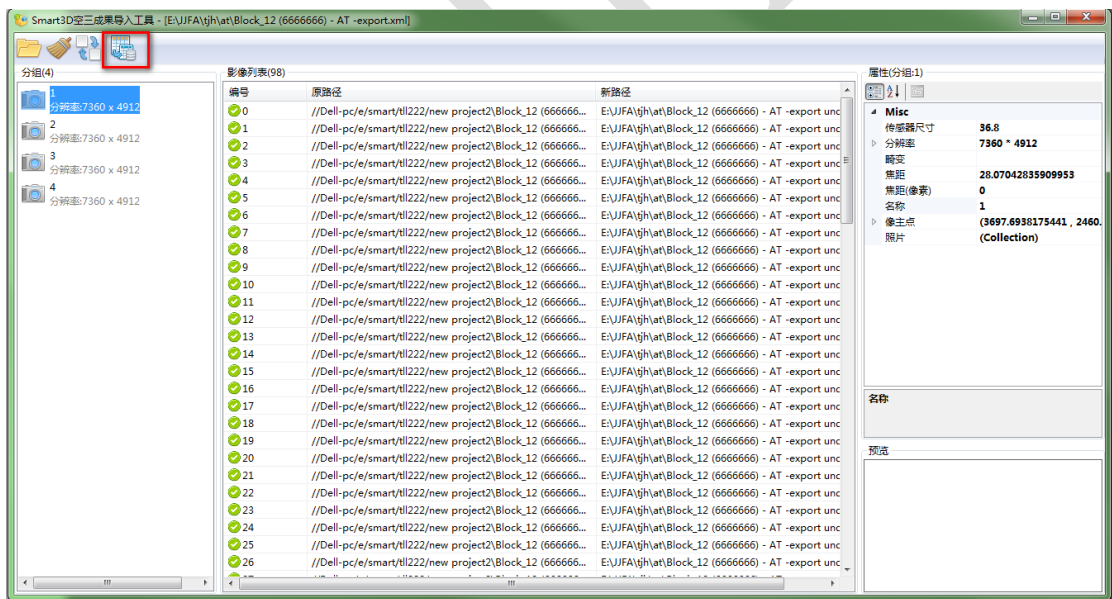 Smart3D空三成果导入工具 - [E:\JJFA\tjh\at\Block_12 (6666666) - AT -export.xml]
分组(4)
1
分辨率:7360 x 4912
2
分辨率:7360 x 4912
3
分辨率:7360 x 4912
4
分辨率:7360 x 4912
影像列表(98)
编号 原路径 新路径
0 //Dell-pc/e/smart/tll222/new project2\Block_12 (666666... E:\JJFA\tjh\at\Block_12 (6666666) - AT -export unc
1 //Dell-pc/e/smart/tll222/new project2\Block_12 (666666... E:\JJFA\tjh\at\Block_12 (6666666) - AT -export unc
2 //Dell-pc/e/smart/tll222/new project2\Block_12 (666666... E:\JJFA\tjh\at\Block_12 (6666666) - AT -export unc
3 //Dell-pc/e/smart/tll222/new project2\Block_12 (666666... E:\JJFA\tjh\at\Block_12 (6666666) - AT -export unc
4 //Dell-pc/e/smart/tll222/new project2\Block_12 (666666... E:\JJFA\tjh\at\Block_12 (6666666) - AT -export unc
5 //Dell-pc/e/smart/tll222/new project2\Block_12 (666666... E:\JJFA\tjh\at\Block_12 (6666666) - AT -export unc
6 //Dell-pc/e/smart/tll222/new project2\Block_12 (666666... E:\JJFA\tjh\at\Block_12 (6666666) - AT -export unc
7 //Dell-pc/e/smart/tll222/new project2\Block_12 (666666... E:\JJFA\tjh\at\Block_12 (6666666) - AT -export unc
8 //Dell-pc/e/smart/tll222/new project2\Block_12 (666666... E:\JJFA\tjh\at\Block_12 (6666666) - AT -export unc
9 //Dell-pc/e/smart/tll222/new project2\Block_12 (666666... E:\JJFA\tjh\at\Block_12 (6666666) - AT -export unc
10 //Dell-pc/e/smart/tll222/new project2\Block_12 (666666... E:\JJFA\tjh\at\Block_12 (6666666) - AT -export unc
11 //Dell-pc/e/smart/tll222/new project2\Block_12 (666666... E:\JJFA\tjh\at\Block_12 (6666666) - AT -export unc
12 //Dell-pc/e/smart/tll222/new project2\Block_12 (666666... E:\JJFA\tjh\at\Block_12 (6666666) - AT -export unc
13 //Dell-pc/e/smart/tll222/new project2\Block_12 (666666... E:\JJFA\tjh\at\Block_12 (6666666) - AT -export unc
14 //Dell-pc/e/smart/tll222/new project2\Block_12 (666666... E:\JJFA\tjh\at\Block_12 (6666666) - AT -export unc
15 //Dell-pc/e/smart/tll222/new project2\Block_12 (666666... E:\JJFA\tjh\at\Block_12 (6666666) - AT -export unc
16 //Dell-pc/e/smart/tll222/new project2\Block_12 (666666... E:\JJFA\tjh\at\Block_12 (6666666) - AT -export unc
17 //Dell-pc/e/smart/tll222/new project2\Block_12 (666666... E:\JJFA\tjh\at\Block_12 (6666666) - AT -export unc
18 //Dell-pc/e/smart/tll222/new project2\Block_12 (666666... E:\JJFA\tjh\at\Block_12 (6666666) - AT -export unc
19 //Dell-pc/e/smart/tll222/new project2\Block_12 (666666... E:\JJFA\tjh\at\Block_12 (6666666) - AT -export unc
20 //Dell-pc/e/smart/tll222/new project2\Block_12 (666666... E:\JJFA\tjh\at\Block_12 (6666666) - AT -export unc
21 //Dell-pc/e/smart/tll222/new project2\Block_12 (666666... E:\JJFA\tjh\at\Block_12 (6666666) - AT -export unc
22 //Dell-pc/e/smart/tll222/new project2\Block_12 (666666... E:\JJFA\tjh\at\Block_12 (6666666) - AT -export unc
23 //Dell-pc/e/smart/tll222/new project2\Block_12 (666666... E:\JJFA\tjh\at\Block_12 (6666666) - AT -export unc
24 //Dell-pc/e/smart/tll222/new project2\Block_12 (666666... E:\JJFA\tjh\at\Block_12 (6666666) - AT -export unc
25 //Dell-pc/e/smart/tll222/new project2\Block_12 (666666... E:\JJFA\tjh\at\Block_12 (6666666) - AT -export unc
26 //Dell-pc/e/smart/tll222/new project2\Block_12 (666666... E:\JJFA\tjh\at\Block_12 (6666666) - AT -export unc
属性(分组:1)
Misc
传感器尺寸 36.8
分辨率 7360 * 4912
畸变
焦距 28.07042835909953
焦距(像素) 0
名称 1
像主点 (3697.6938175441 , 2460.
照片 (Collection)
名称
预览